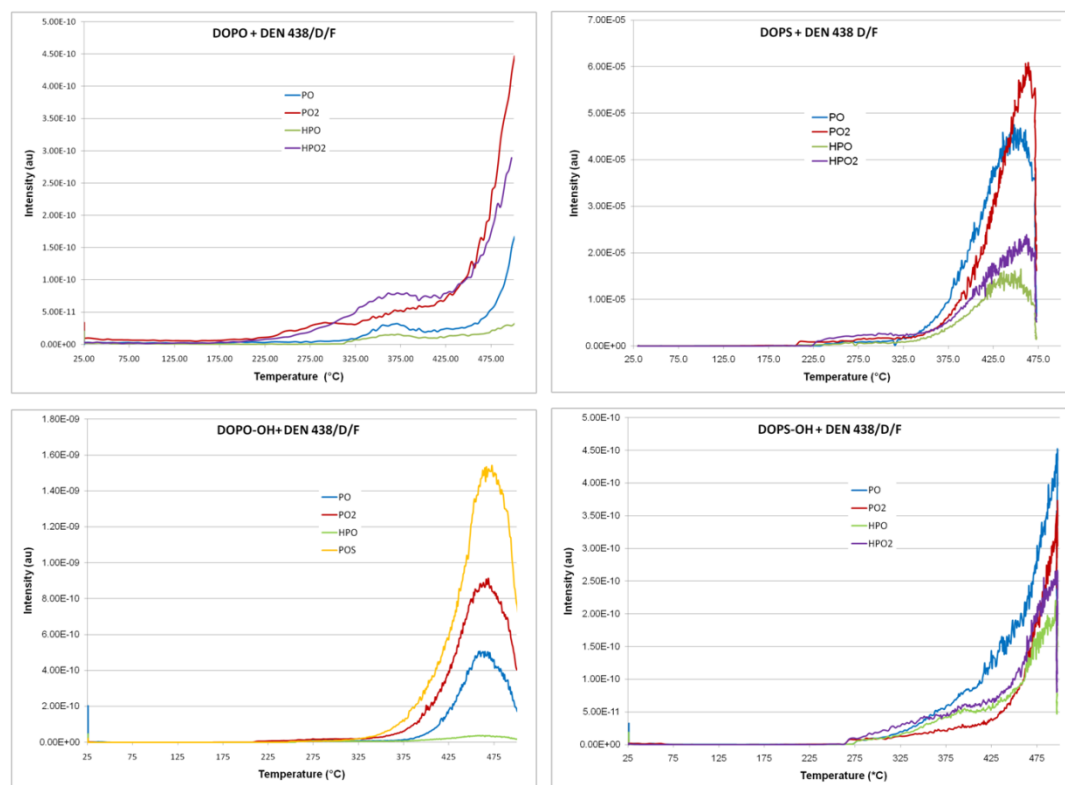 DOPO + DEN 438/D/F
5.00E-10
4.50E-10
4.00E-10
3.50E-10
3.00E-10
2.50E-10
2.00E-10
1.50E-10
1.00E-10
5.00E-11
0.00E+00
Intensity (au)
PO
PO2
HPO
HPO2
25.00 75.00 125.00 175.00 225.00 275.00 325.00 375.00 425.00 475.00
Temperature (°C)
DOPS + DEN 438 D/F
7.00E-05
6.00E-05
5.00E-05
4.00E-05
3.00E-05
2.00E-05
1.00E-05
0.00E+00
Intensity (au)
PO
PO2
HPO
HPO2
25.00 75.00 125.00 175.00 225.00 275.00 325.00 375.00 425.00 475.00
Temperature (°C)
DOPO-OH+ DEN 438/D/F
1.80E-09
1.60E-09
1.40E-09
1.20E-09
1.00E-09
8.00E-10
6.00E-10
4.00E-10
2.00E-10
0.00E+00
Intensity (au)
PO
PO2
HPO
POS
25 75 125 175 225 275 325 375 425 475
Temperature (°C)
DOPS-OH + DEN 438/D/F
5.00E-10
4.50E-10
4.00E-10
3.50E-10
3.00E-10
2.50E-10
2.00E-10
1.50E-10
1.00E-10
5.00E-11
0.00E+00
Intensity (au)
PO
PO2
HPO
HPO2
25 75 125 175 225 275 325 375 425 475
Temperature (°C)